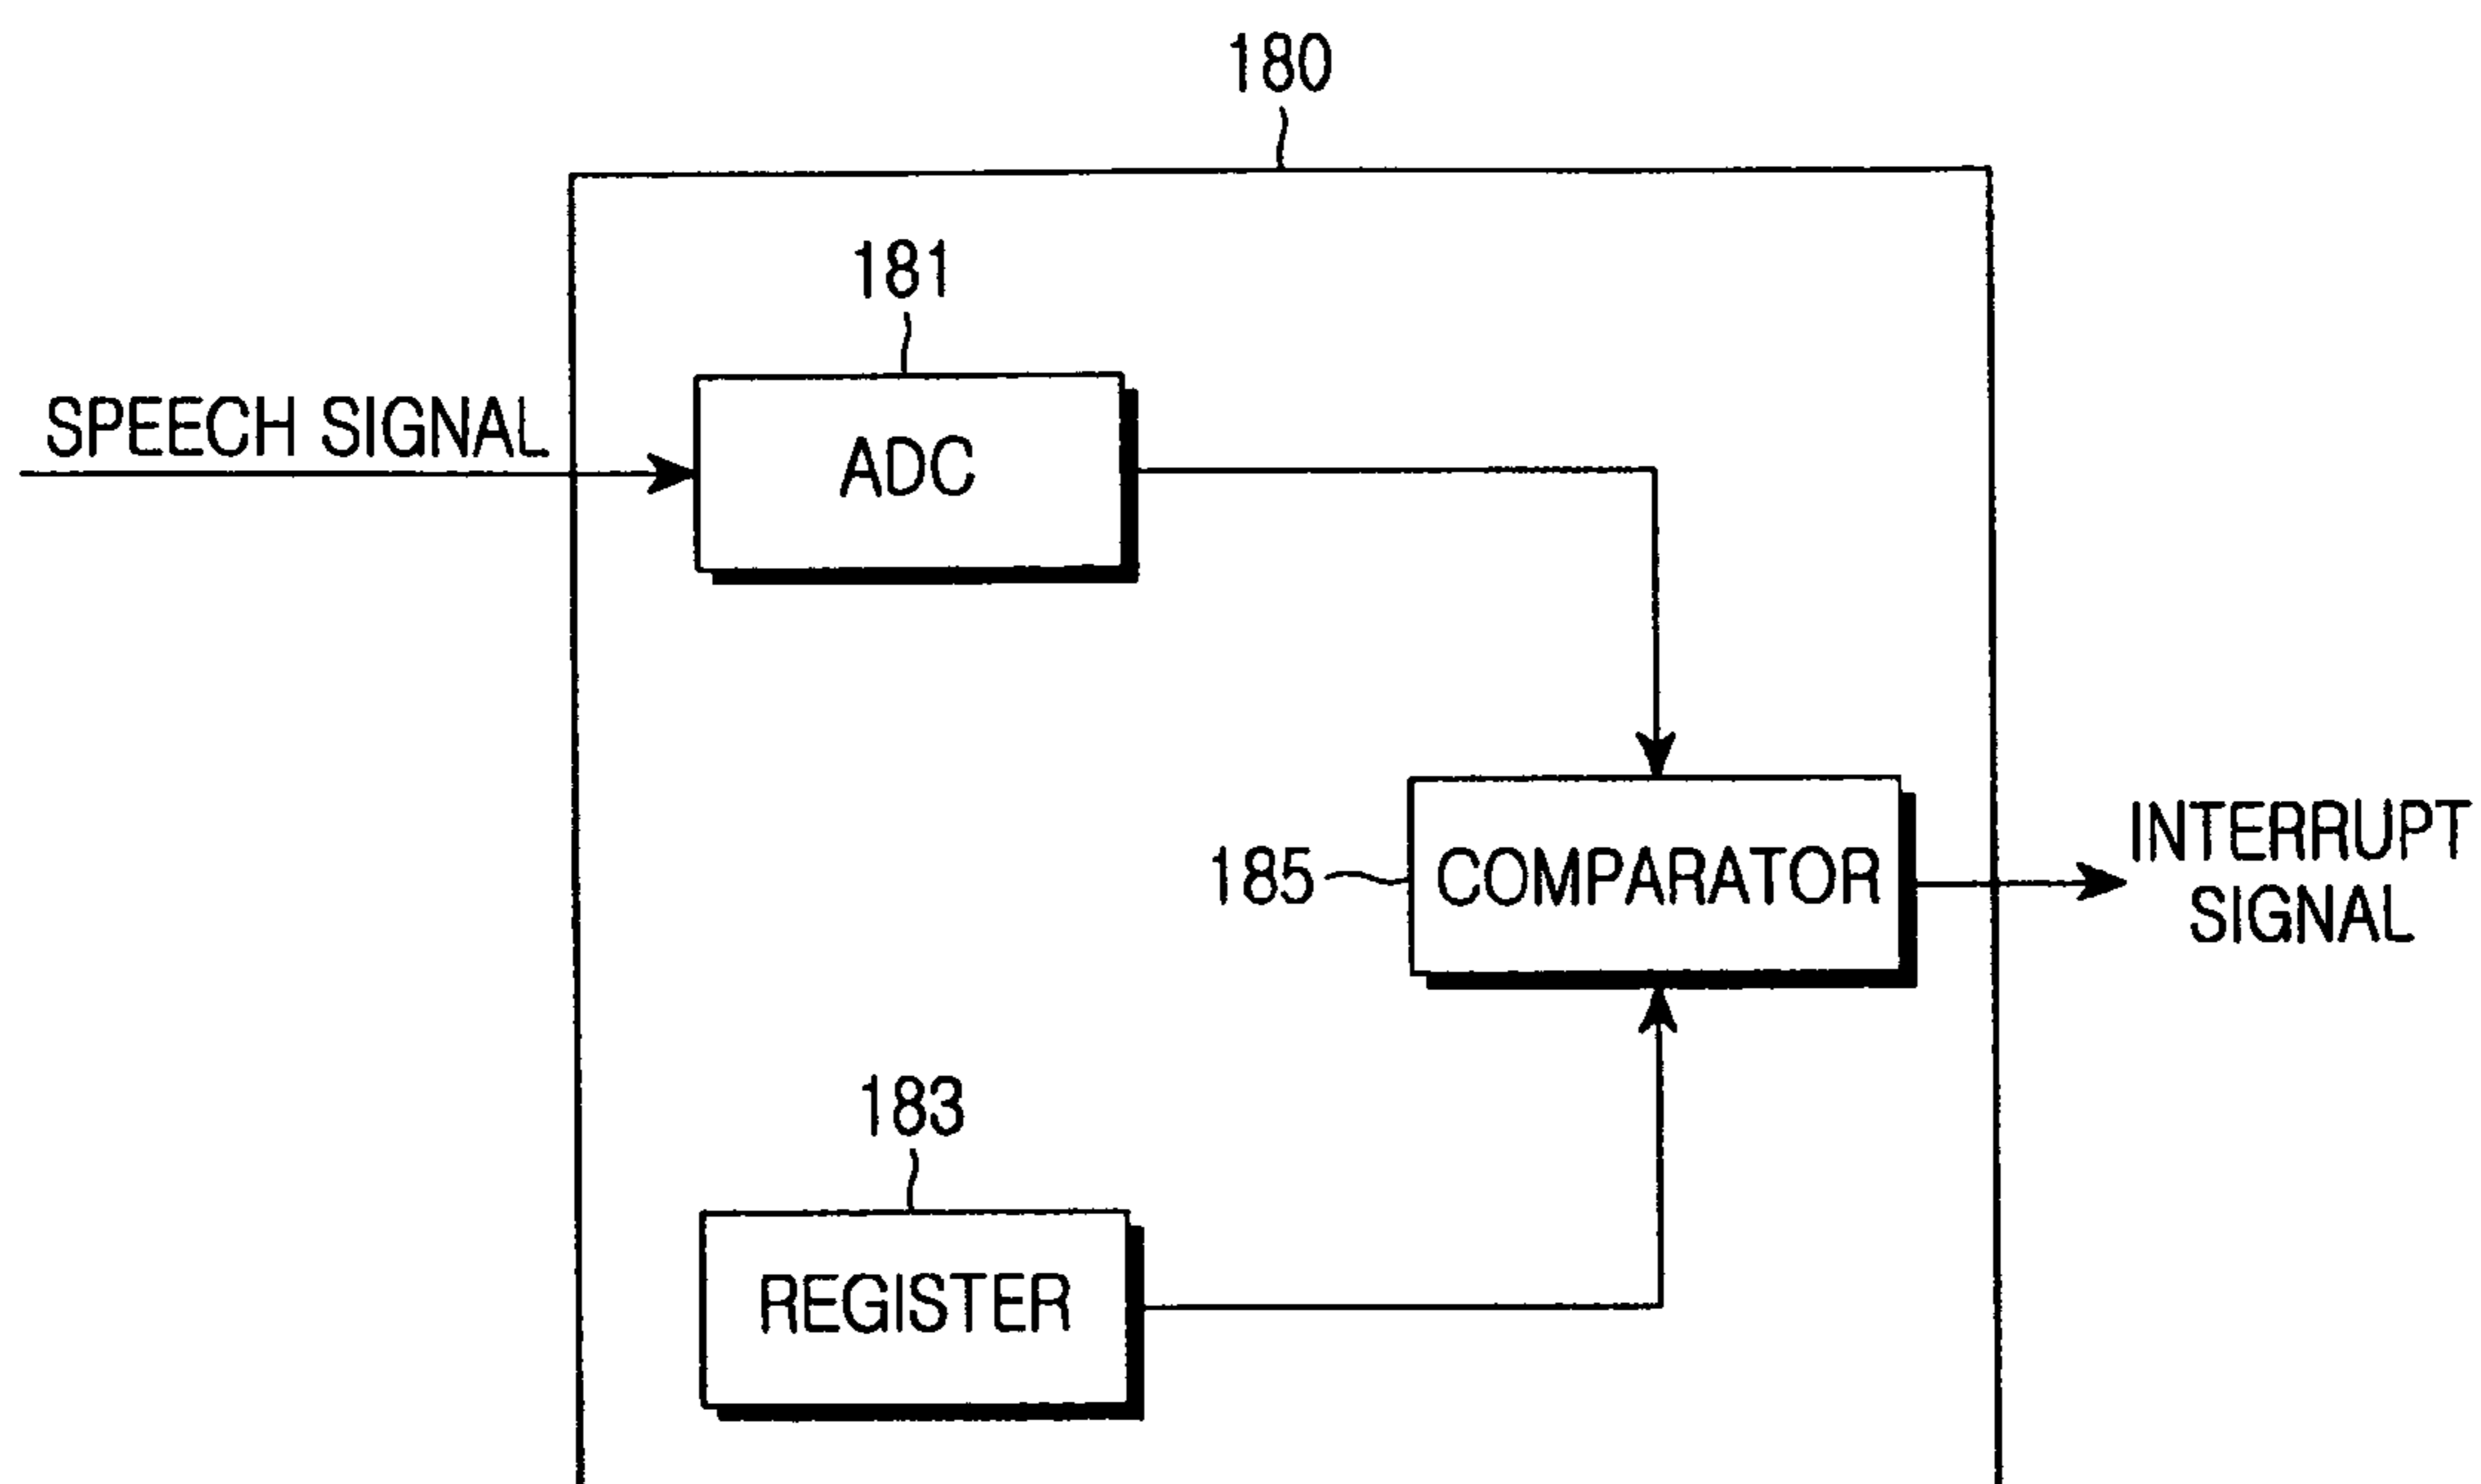 180
181
SPEECH SIGNAL
ADC
185
COMPARATOR
INTERRUPT
SIGNAL
183
REGISTER